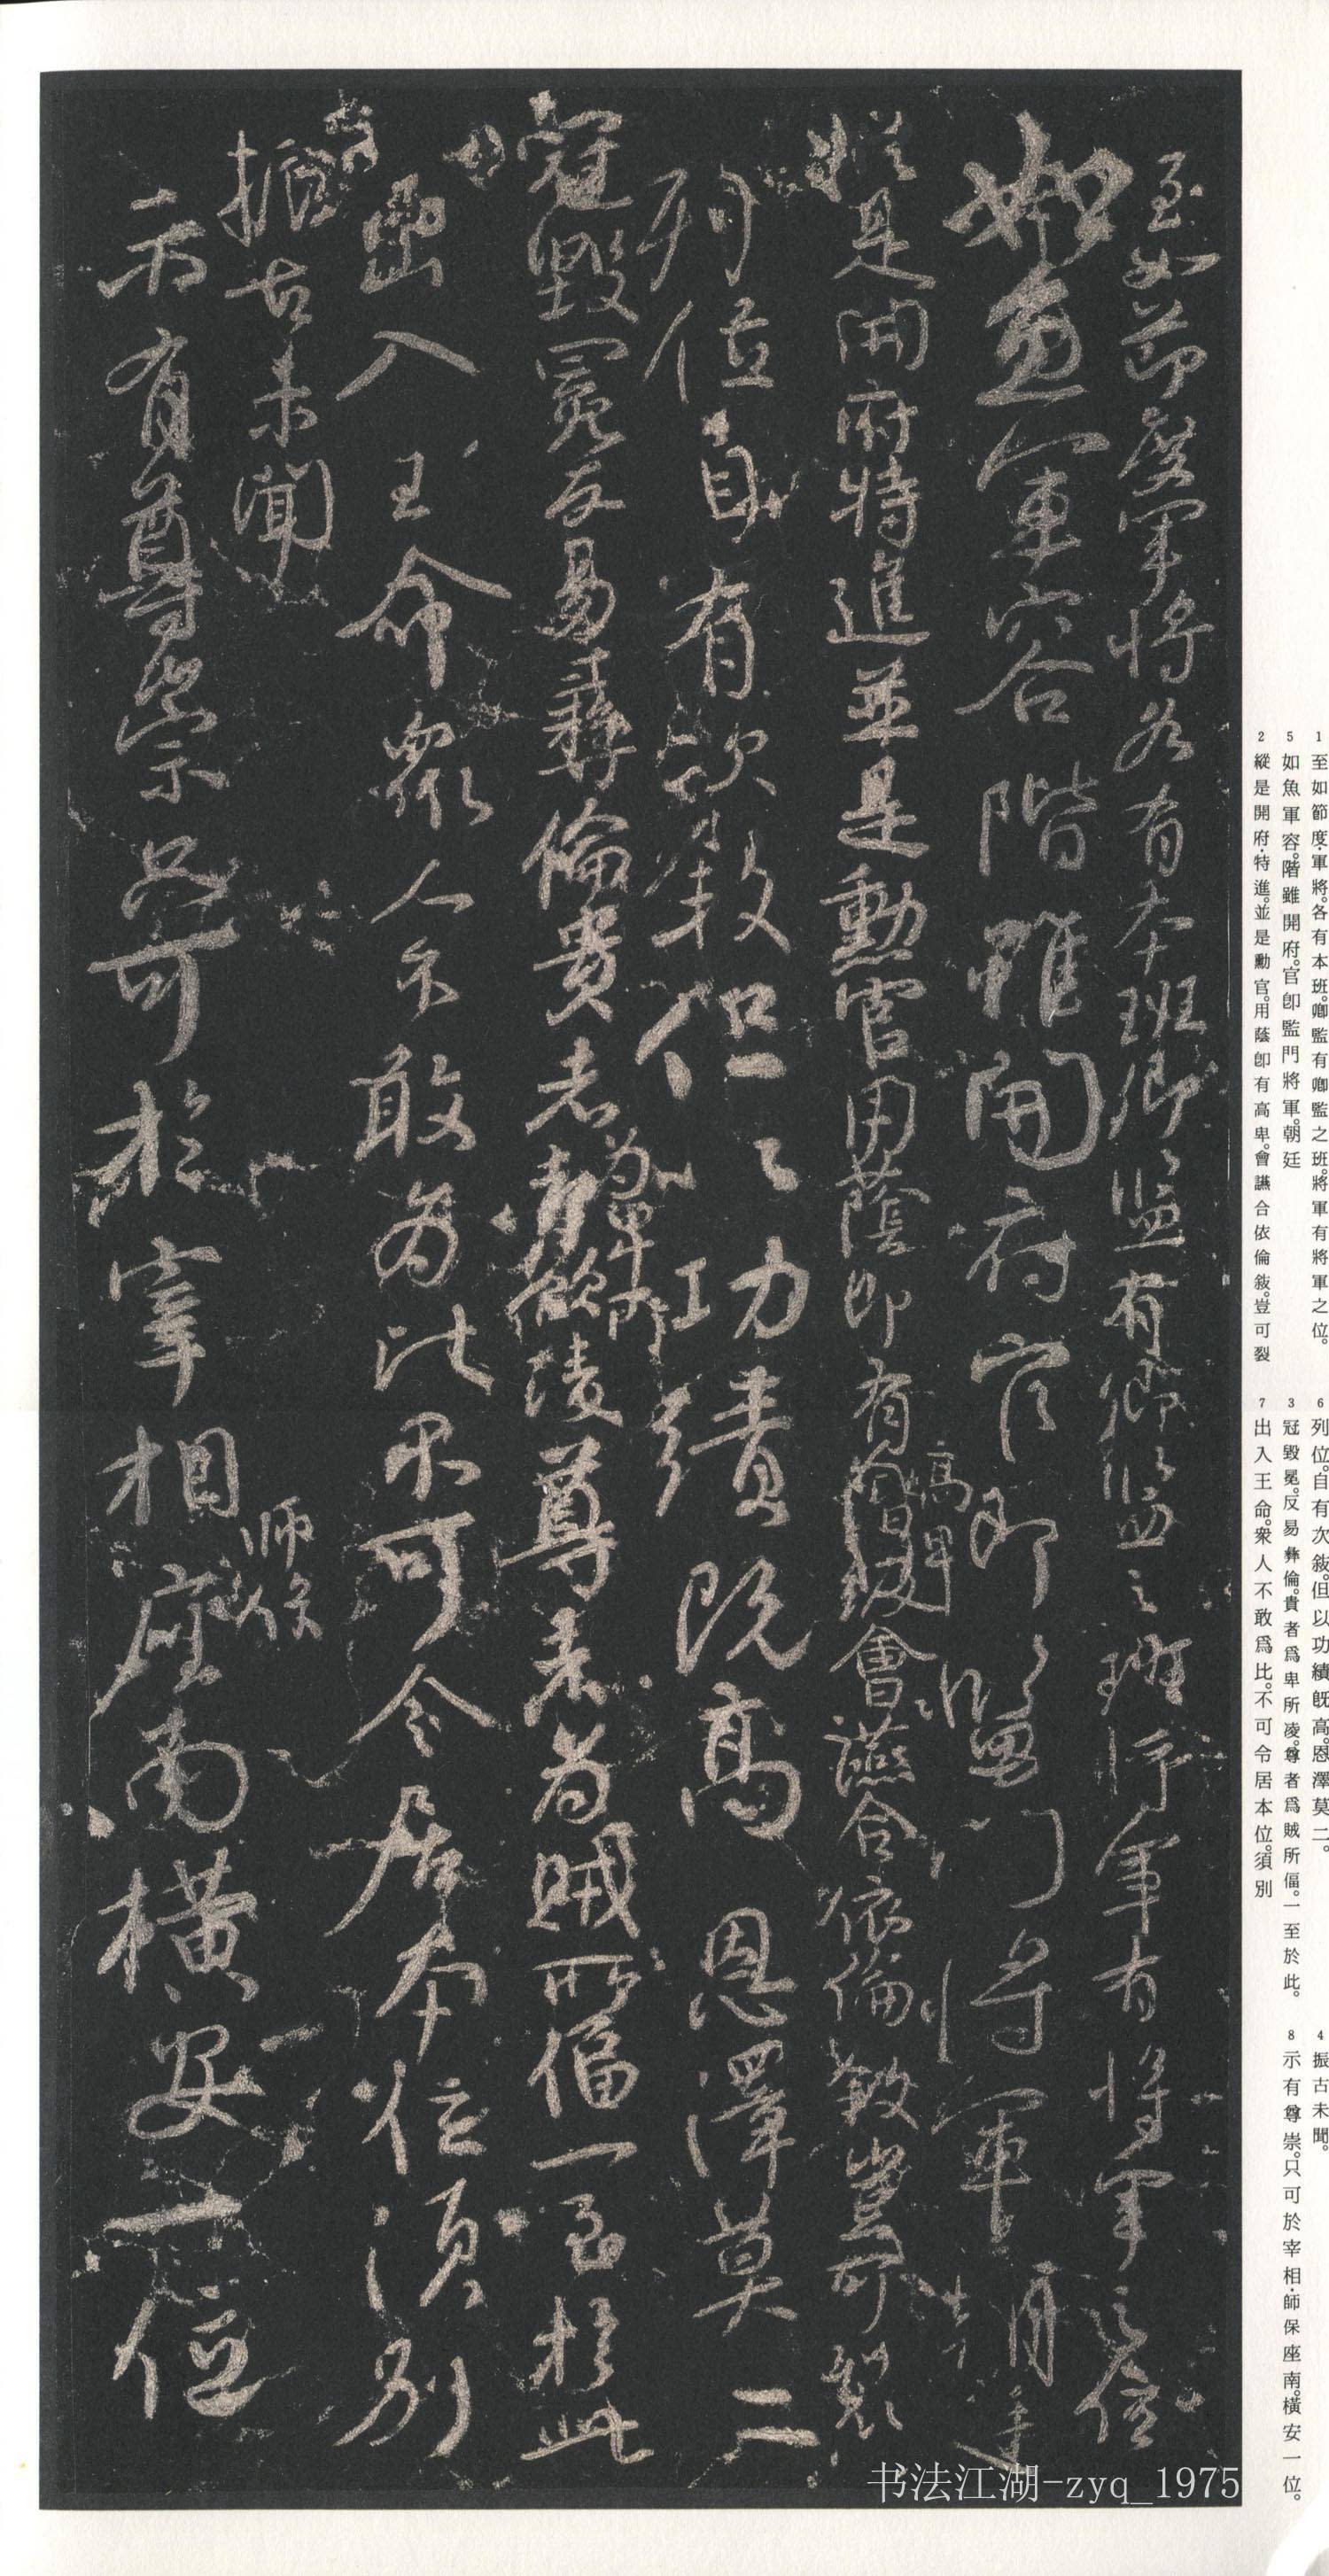 至如節度軍將各有本班卿監有卿監之班將軍有將軍之位
如魚軍容階雖開府官即監門將軍朝廷
縱是開府特進並是勳官用蔭即有高卑會讌合依倫敘豈可裂
列位自有次敘但以功績既高恩澤莫二
冠毀冕反易彝倫貴者為卑所凌尊者為賊所偪一至於此
出入王命眾人不敢為比不可令居本位須別
振古未聞
示有尊崇只可於宰相師保座南橫安一位
1 至如節度·軍將。各有本班。卿監有卿監之班。將軍有將軍之位。
5 如魚軍容。階雖開府。官卽監門將軍。朝廷
2 縱是開府·特進。並是勳官。用蔭卽有高卑。會讌合依倫敍。豈可裂
6 列位。自有次敍。但以功績旣高。恩澤莫二。
3 冠毀冕。反易彝倫。貴者爲卑所凌。尊者爲賊所偪。一至於此。
7 出入王命。衆人不敢爲比。不可令居本位。須別
4 振古未聞。
8 示有尊崇。只可於宰相·師保座南。橫安一位。
书法江湖-zyq_1975